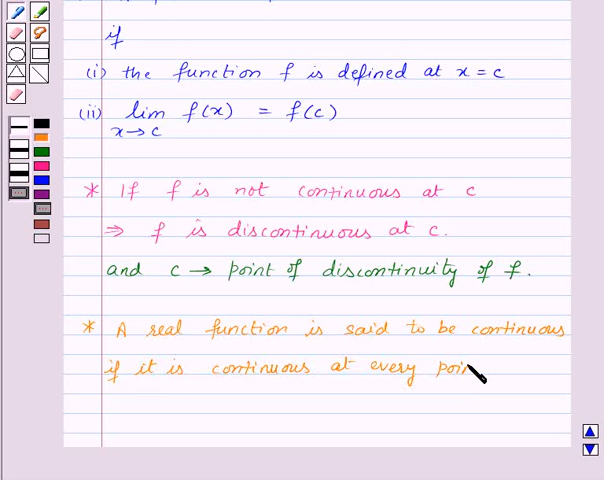 if
(i) the function f is defined at x = c
(ii) lim f(x) = f(c)
x→c
* If f is not continuous at c
⇒ f is discontinuous at c.
and c → point of discontinuity of f.
* A real function is said to be continuous
if it is continuous at every poin